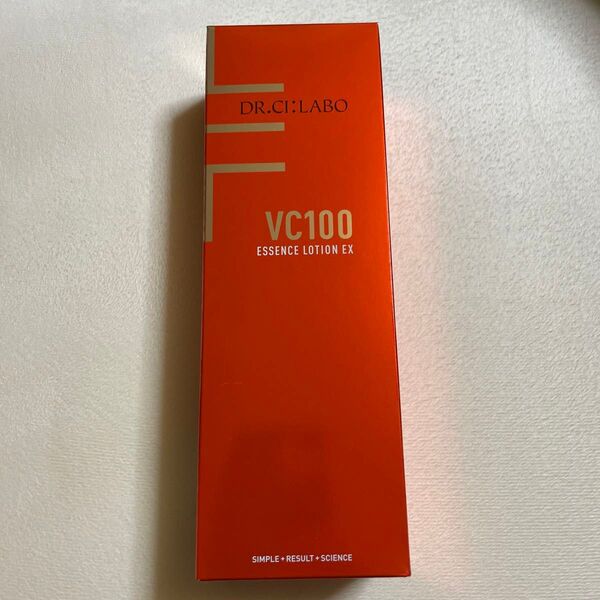 DR.CI:LABO
VC100
ESSENCE LOTION EX
SIMPLE+RESULT+SCIENCE